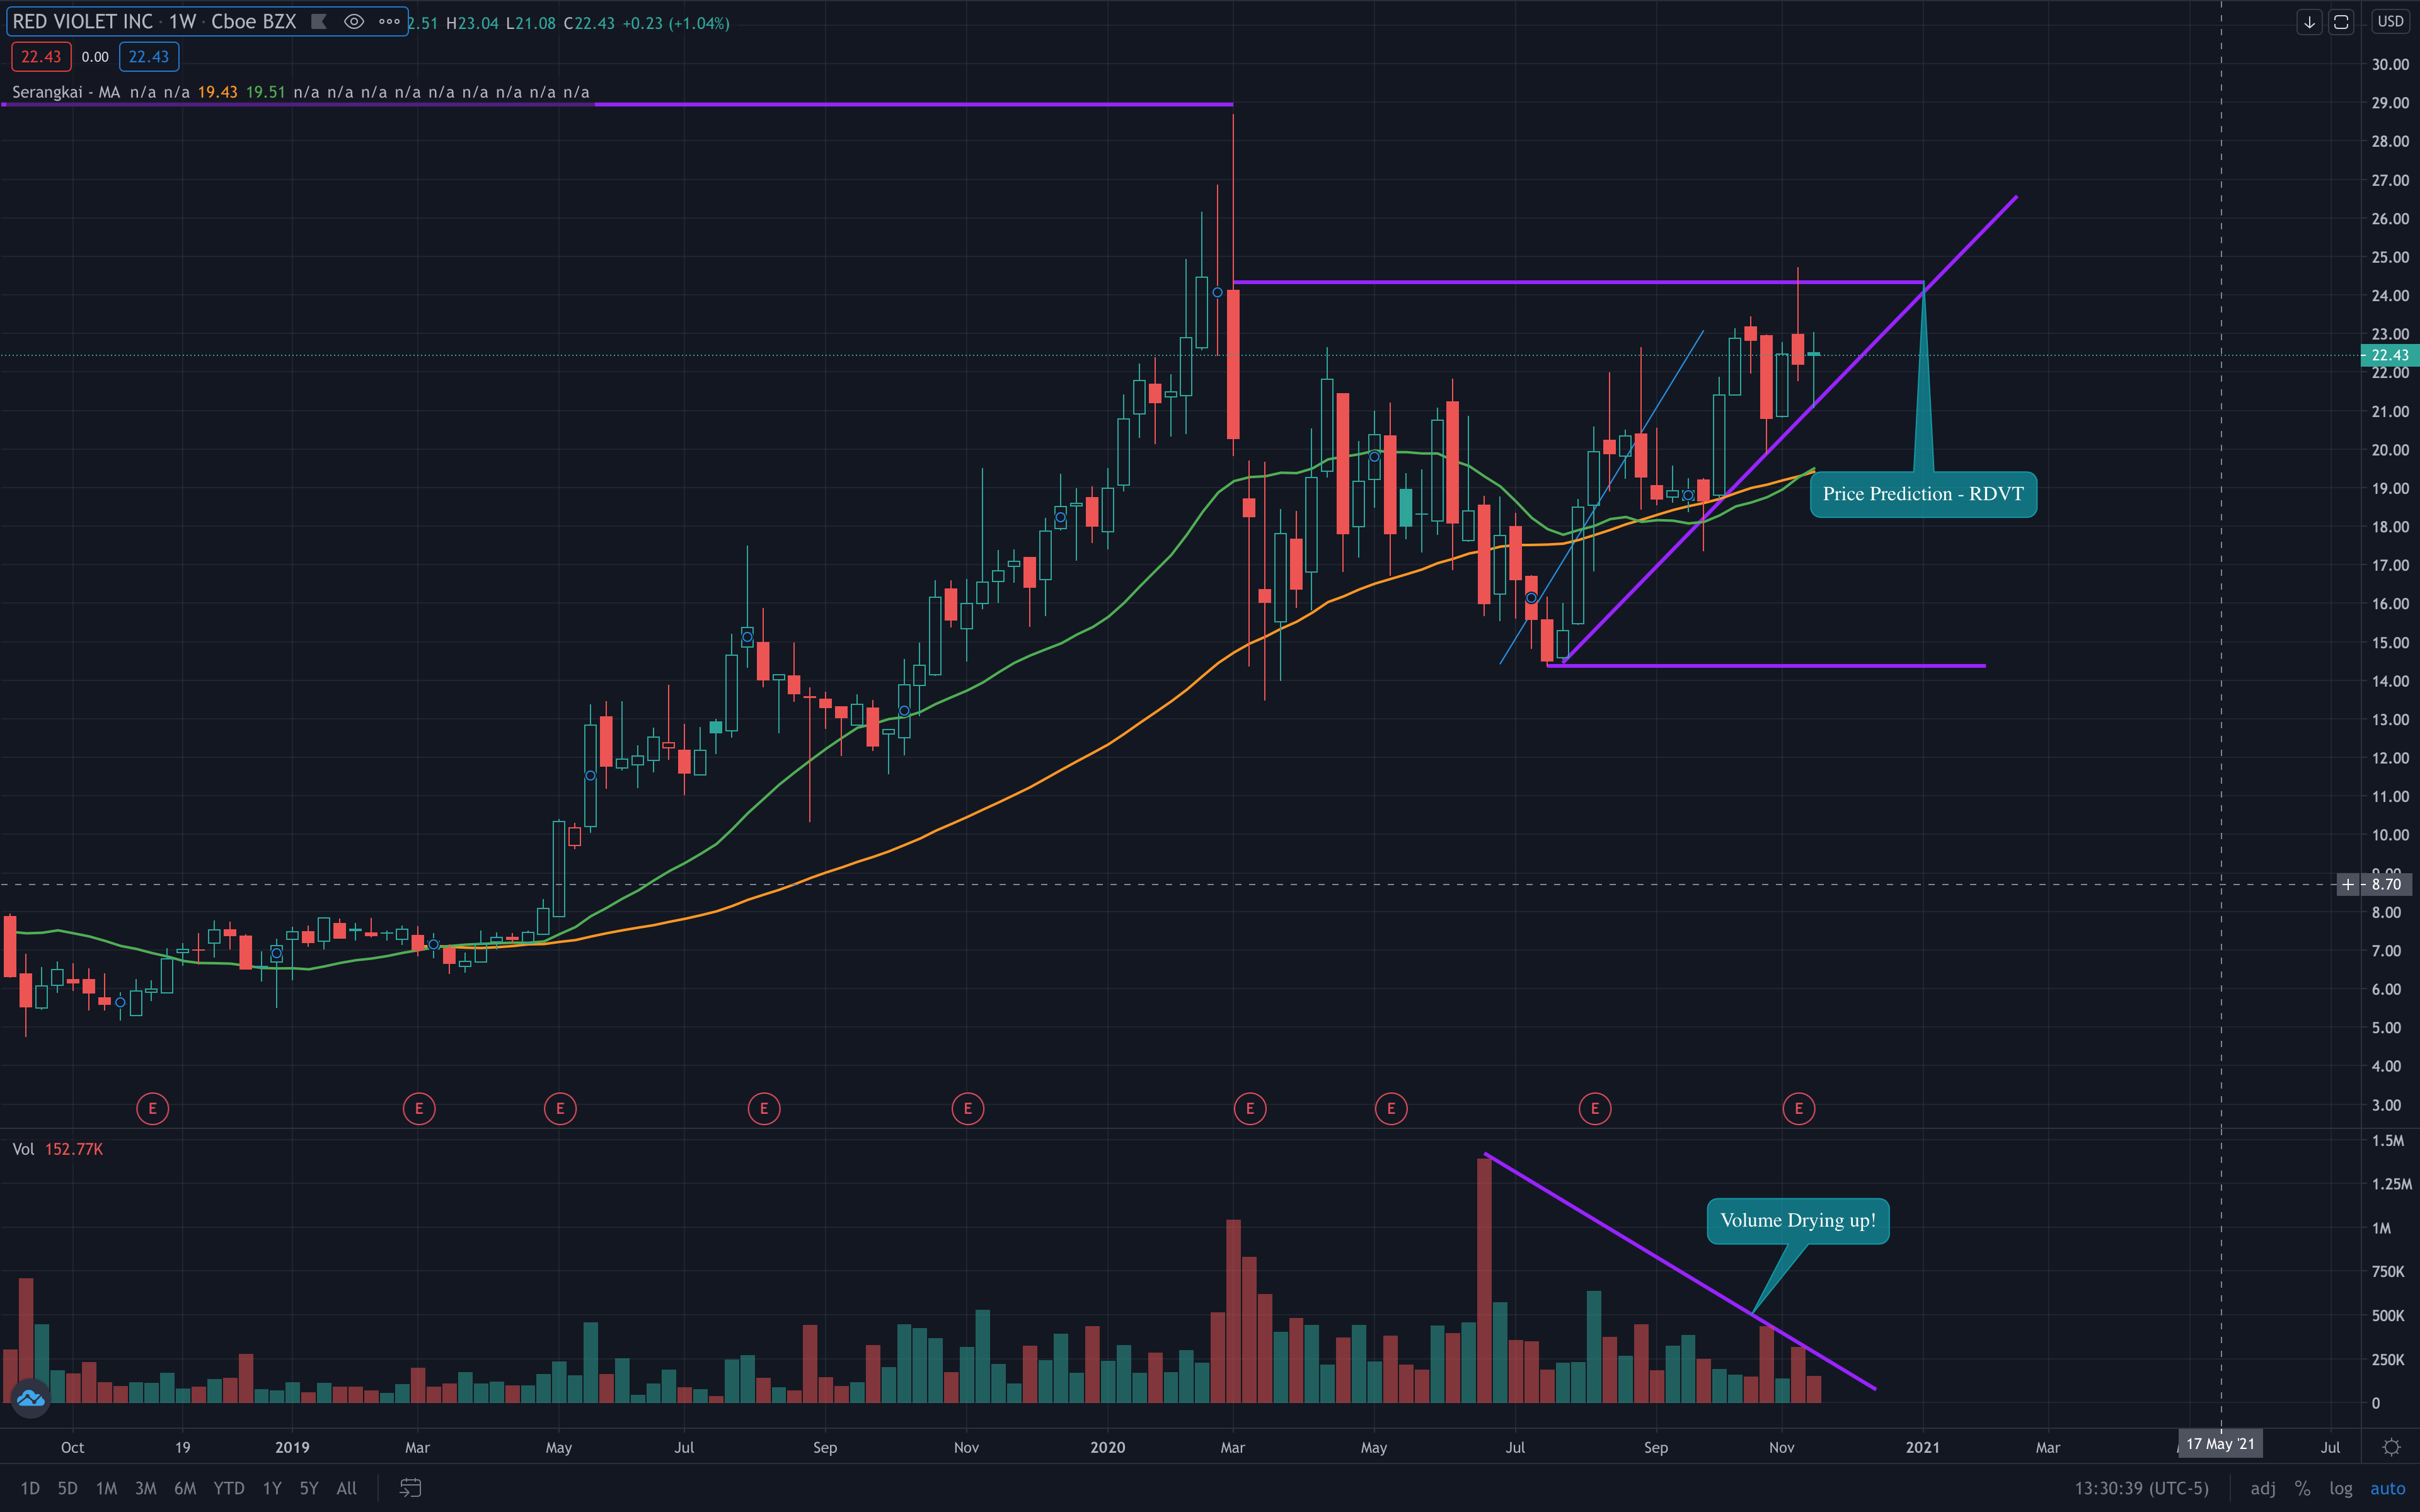 RED VIOLET INC · 1W · Cboe BZX 2.51 H23.04 L21.08 C22.43 +0.23 (+1.04%)
USD
22.43 0.00 22.43
Serangkai - MA n/a n/a 19.43 19.51 n/a n/a n/a n/a n/a n/a n/a n/a n/a
30.00
29.00
28.00
27.00
26.00
25.00
24.00
23.00
22.43
22.00
21.00
20.00
19.00
18.00
17.00
16.00
15.00
14.00
13.00
12.00
11.00
10.00
9.00
8.70
8.00
7.00
6.00
5.00
4.00
3.00
Price Prediction - RDVT
E E E E E E E E E
Vol 152.77K
1.5M
1.25M
1M
750K
500K
250K
0
Volume Drying up!
Oct 19 2019 Mar May Jul Sep Nov 2020 Mar May Jul Sep Nov 2021 Mar 17 May '21 Jul
1D 5D 1M 3M 6M YTD 1Y 5Y All 13:30:39 (UTC-5) adj % log auto